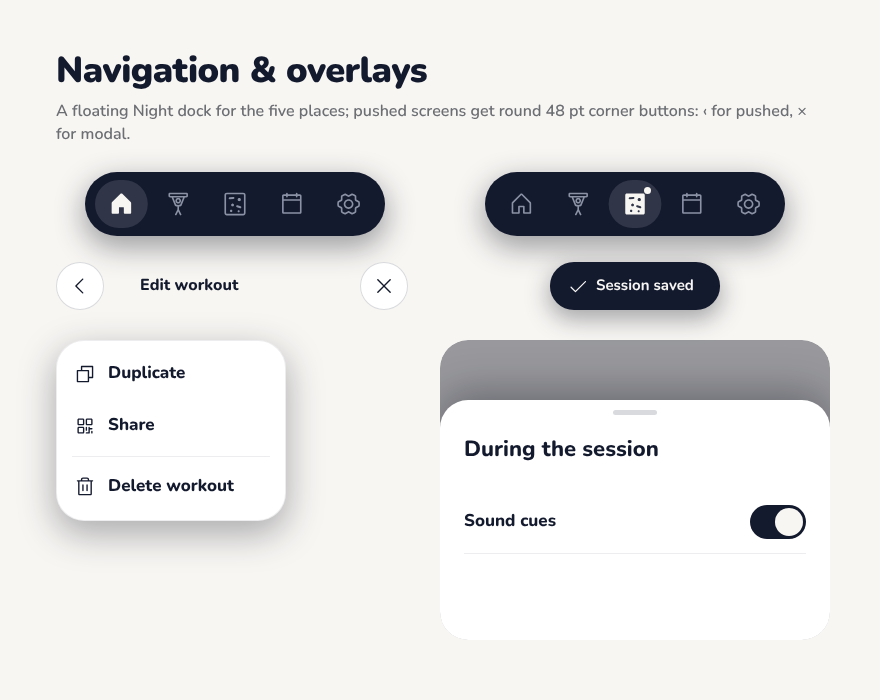 Navigation & overlays
A floating Night dock for the five places; pushed screens get round 48 pt corner buttons: ‹ for pushed, ×
for modal.
Edit workout
Session saved
Duplicate
Share
Delete workout
During the session
Sound cues